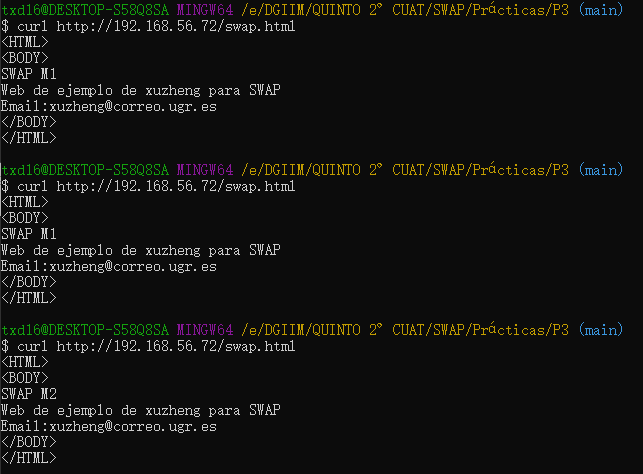 txd16@DESKTOP-S58Q8SA MINGW64 /e/DGIIM/QUINTO 2° CUAT/SWAP/Prácticas/P3 (main)
$ curl http://192.168.56.72/swap.html
<HTML>
<BODY>
SWAP M1
Web de ejemplo de xuzheng para SWAP
Email:xuzheng@correo.ugr.es
</BODY>
</HTML>
txd16@DESKTOP-S58Q8SA MINGW64 /e/DGIIM/QUINTO 2° CUAT/SWAP/Prácticas/P3 (main)
$ curl http://192.168.56.72/swap.html
<HTML>
<BODY>
SWAP M1
Web de ejemplo de xuzheng para SWAP
Email:xuzheng@correo.ugr.es
</BODY>
</HTML>
txd16@DESKTOP-S58Q8SA MINGW64 /e/DGIIM/QUINTO 2° CUAT/SWAP/Prácticas/P3 (main)
$ curl http://192.168.56.72/swap.html
<HTML>
<BODY>
SWAP M2
Web de ejemplo de xuzheng para SWAP
Email:xuzheng@correo.ugr.es
</BODY>
</HTML>